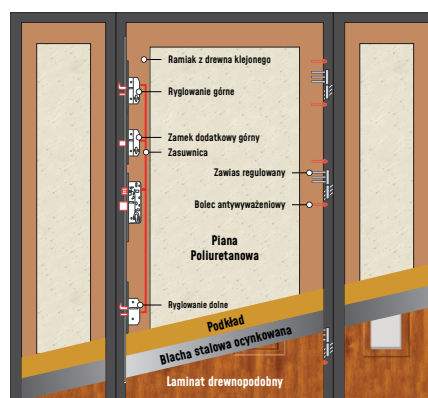 Ramiak z drewna klejonego
Ryglowanie górne
Zamek dodatkowy górny
Zasuwnica
Zawias regulowany
Bolec antywyważeniowy
Piana
Poliuretanowa
Ryglowanie dolne
Podkład
Blacha stalowa ocynkowana
Laminat drewnopodobny